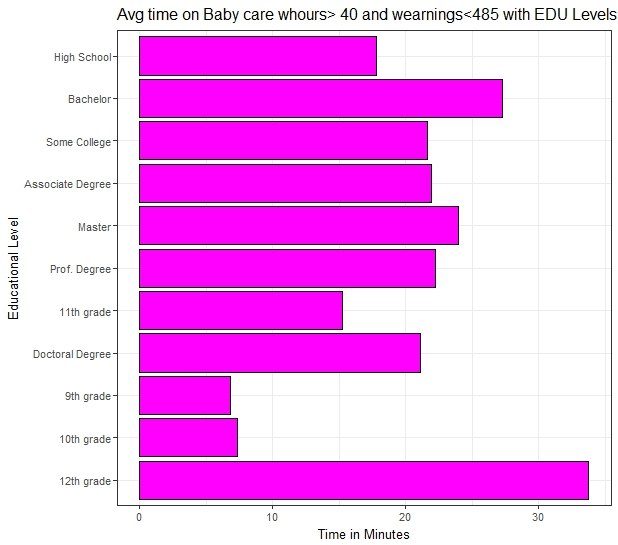 Avg time on Baby care whours> 40 and wearnings<485 with EDU Levels
High School
Bachelor
Some College
Associate Degree
Master
Prof. Degree
11th grade
Doctoral Degree
9th grade
10th grade
12th grade
Educational Level
0 10 20 30
Time in Minutes